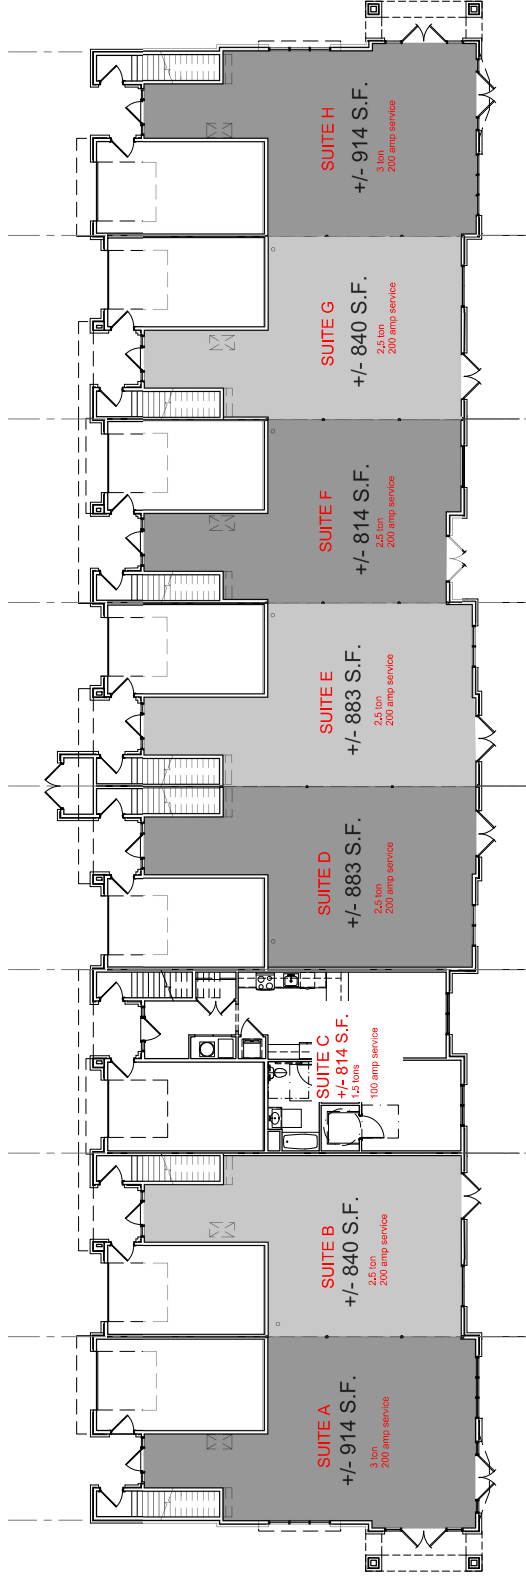 SUITE H
+/- 914 S.F.
3 ton
200 amp service
SUITE G
+/- 840 S.F.
2.5 ton
200 amp service
SUITE F
+/- 814 S.F.
2.5 ton
200 amp service
SUITE E
+/- 883 S.F.
2.5 ton
200 amp service
SUITE D
+/- 883 S.F.
2.5 ton
200 amp service
SUITE C
+/- 814 S.F.
1.5 tons
100 amp service
SUITE B
+/- 840 S.F.
2.5 ton
200 amp service
SUITE A
+/- 914 S.F.
3 ton
200 amp service